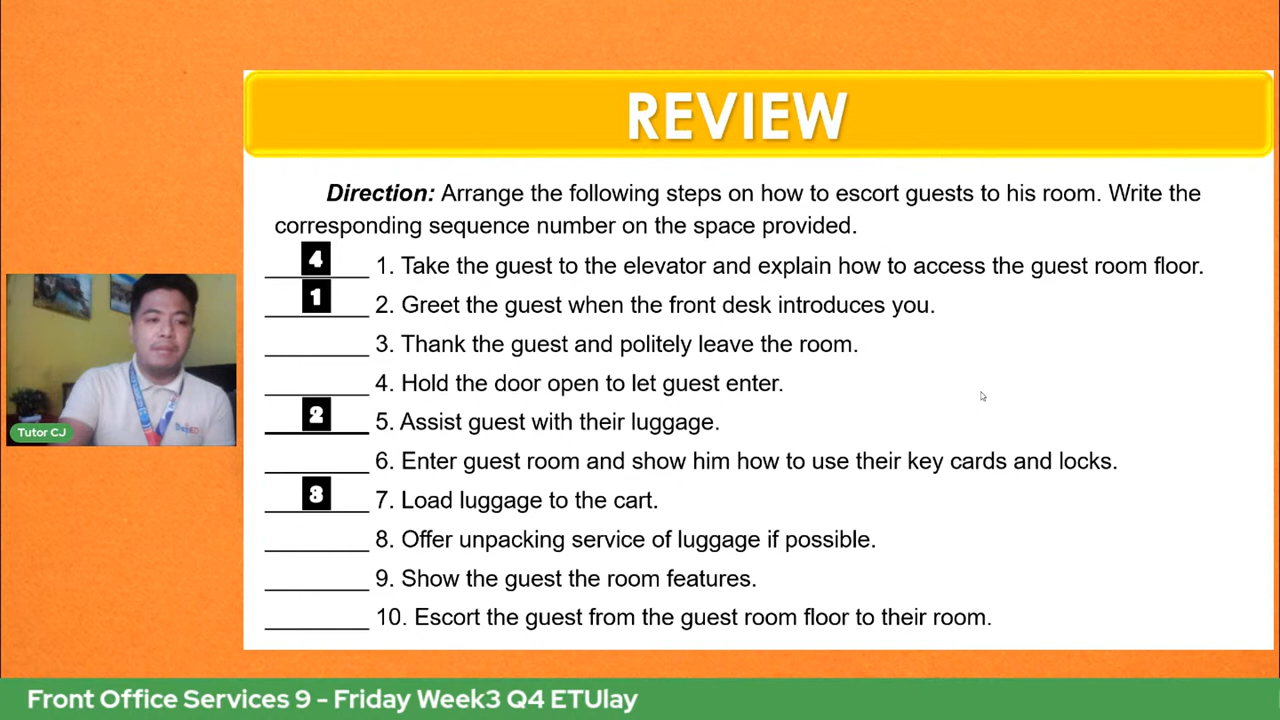 REVIEW
Direction: Arrange the following steps on how to escort guests to his room. Write the
corresponding sequence number on the space provided.
4 1. Take the guest to the elevator and explain how to access the guest room floor.
1 2. Greet the guest when the front desk introduces you.
3. Thank the guest and politely leave the room.
4. Hold the door open to let guest enter.
2 5. Assist guest with their luggage.
6. Enter guest room and show him how to use their key cards and locks.
3 7. Load luggage to the cart.
8. Offer unpacking service of luggage if possible.
9. Show the guest the room features.
10. Escort the guest from the guest room floor to their room.
Tutor CJ
Front Office Services 9 - Friday Week3 Q4 ETUlay